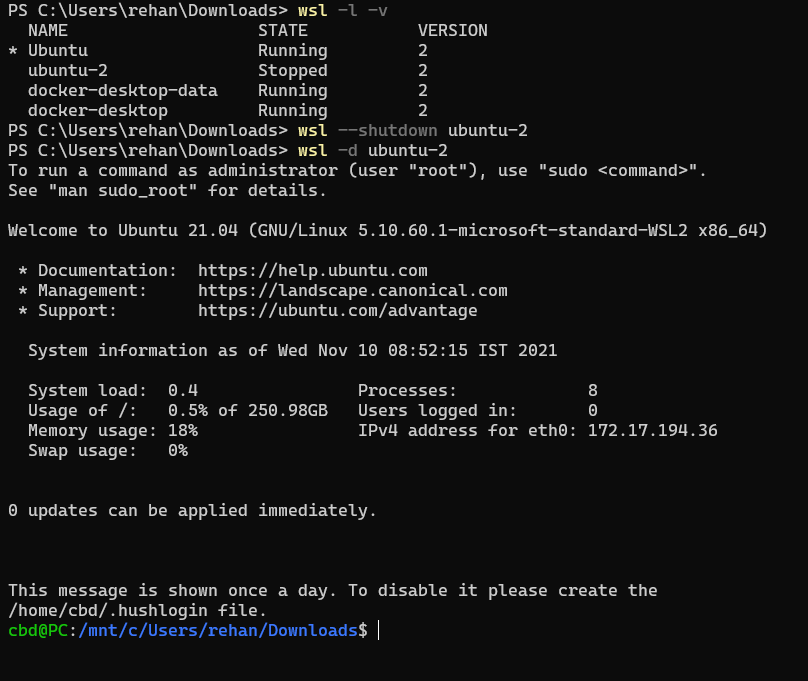 PS C:\Users\rehan\Downloads> wsl -l -v
  NAME                   STATE           VERSION
* Ubuntu                 Running         2
  ubuntu-2               Stopped         2
  docker-desktop-data    Running         2
  docker-desktop         Running         2
PS C:\Users\rehan\Downloads> wsl --shutdown ubuntu-2
PS C:\Users\rehan\Downloads> wsl -d ubuntu-2
To run a command as administrator (user "root"), use "sudo <command>".
See "man sudo_root" for details.

Welcome to Ubuntu 21.04 (GNU/Linux 5.10.60.1-microsoft-standard-WSL2 x86_64)

 * Documentation:  https://help.ubuntu.com
 * Management:     https://landscape.canonical.com
 * Support:        https://ubuntu.com/advantage

  System information as of Wed Nov 10 08:52:15 IST 2021

  System load:  0.4                Processes:             8
  Usage of /:   0.5% of 250.98GB   Users logged in:       0
  Memory usage: 18%                IPv4 address for eth0: 172.17.194.36
  Swap usage:   0%


0 updates can be applied immediately.



This message is shown once a day. To disable it please create the
/home/cbd/.hushlogin file.
cbd@PC:/mnt/c/Users/rehan/Downloads$